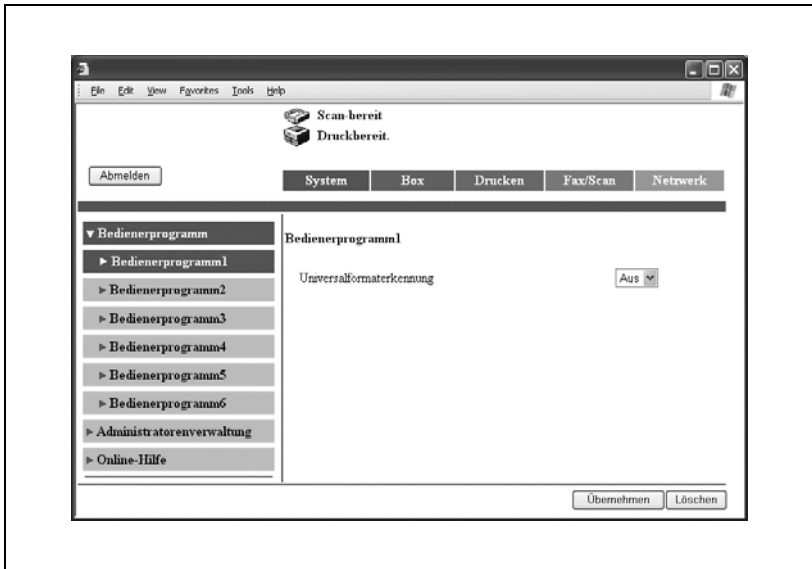 File Edit View Favorites Tools Help
Scan-bereit
Druckbereit.
Abmelden
System Box Drucken Fax/Scan Netzwerk
Bedienerprogramm
Bedienerprogramm1
Bedienerprogramm2
Bedienerprogramm3
Bedienerprogramm4
Bedienerprogramm5
Bedienerprogramm6
Administratorenverwaltung
Online-Hilfe
Bedienerprogramm1
Universalformaterkennung Aus
Übernehmen Löschen